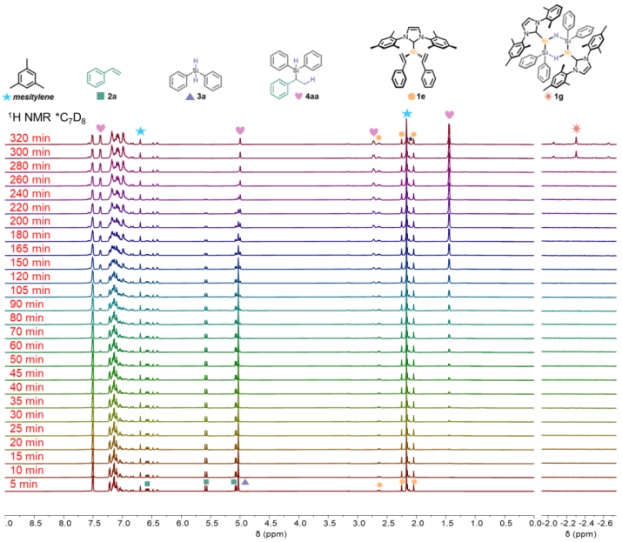 mesitylene
2a
3a
4aa
1e
1g
¹H NMR *C₇D₈
320 min
300 min
280 min
260 min
240 min
220 min
200 min
180 min
165 min
150 min
120 min
105 min
90 min
80 min
70 min
60 min
50 min
45 min
40 min
35 min
30 min
25 min
20 min
15 min
10 min
5 min
.0 8.5 8.0 7.5 7.0 6.5 6.0 5.5 5.0 4.5 4.0 3.5 3.0 2.5 2.0 1.5 1.0 0.5 0.0 -2.0 -2.2 -2.4 -2.6
δ (ppm) δ (ppm)